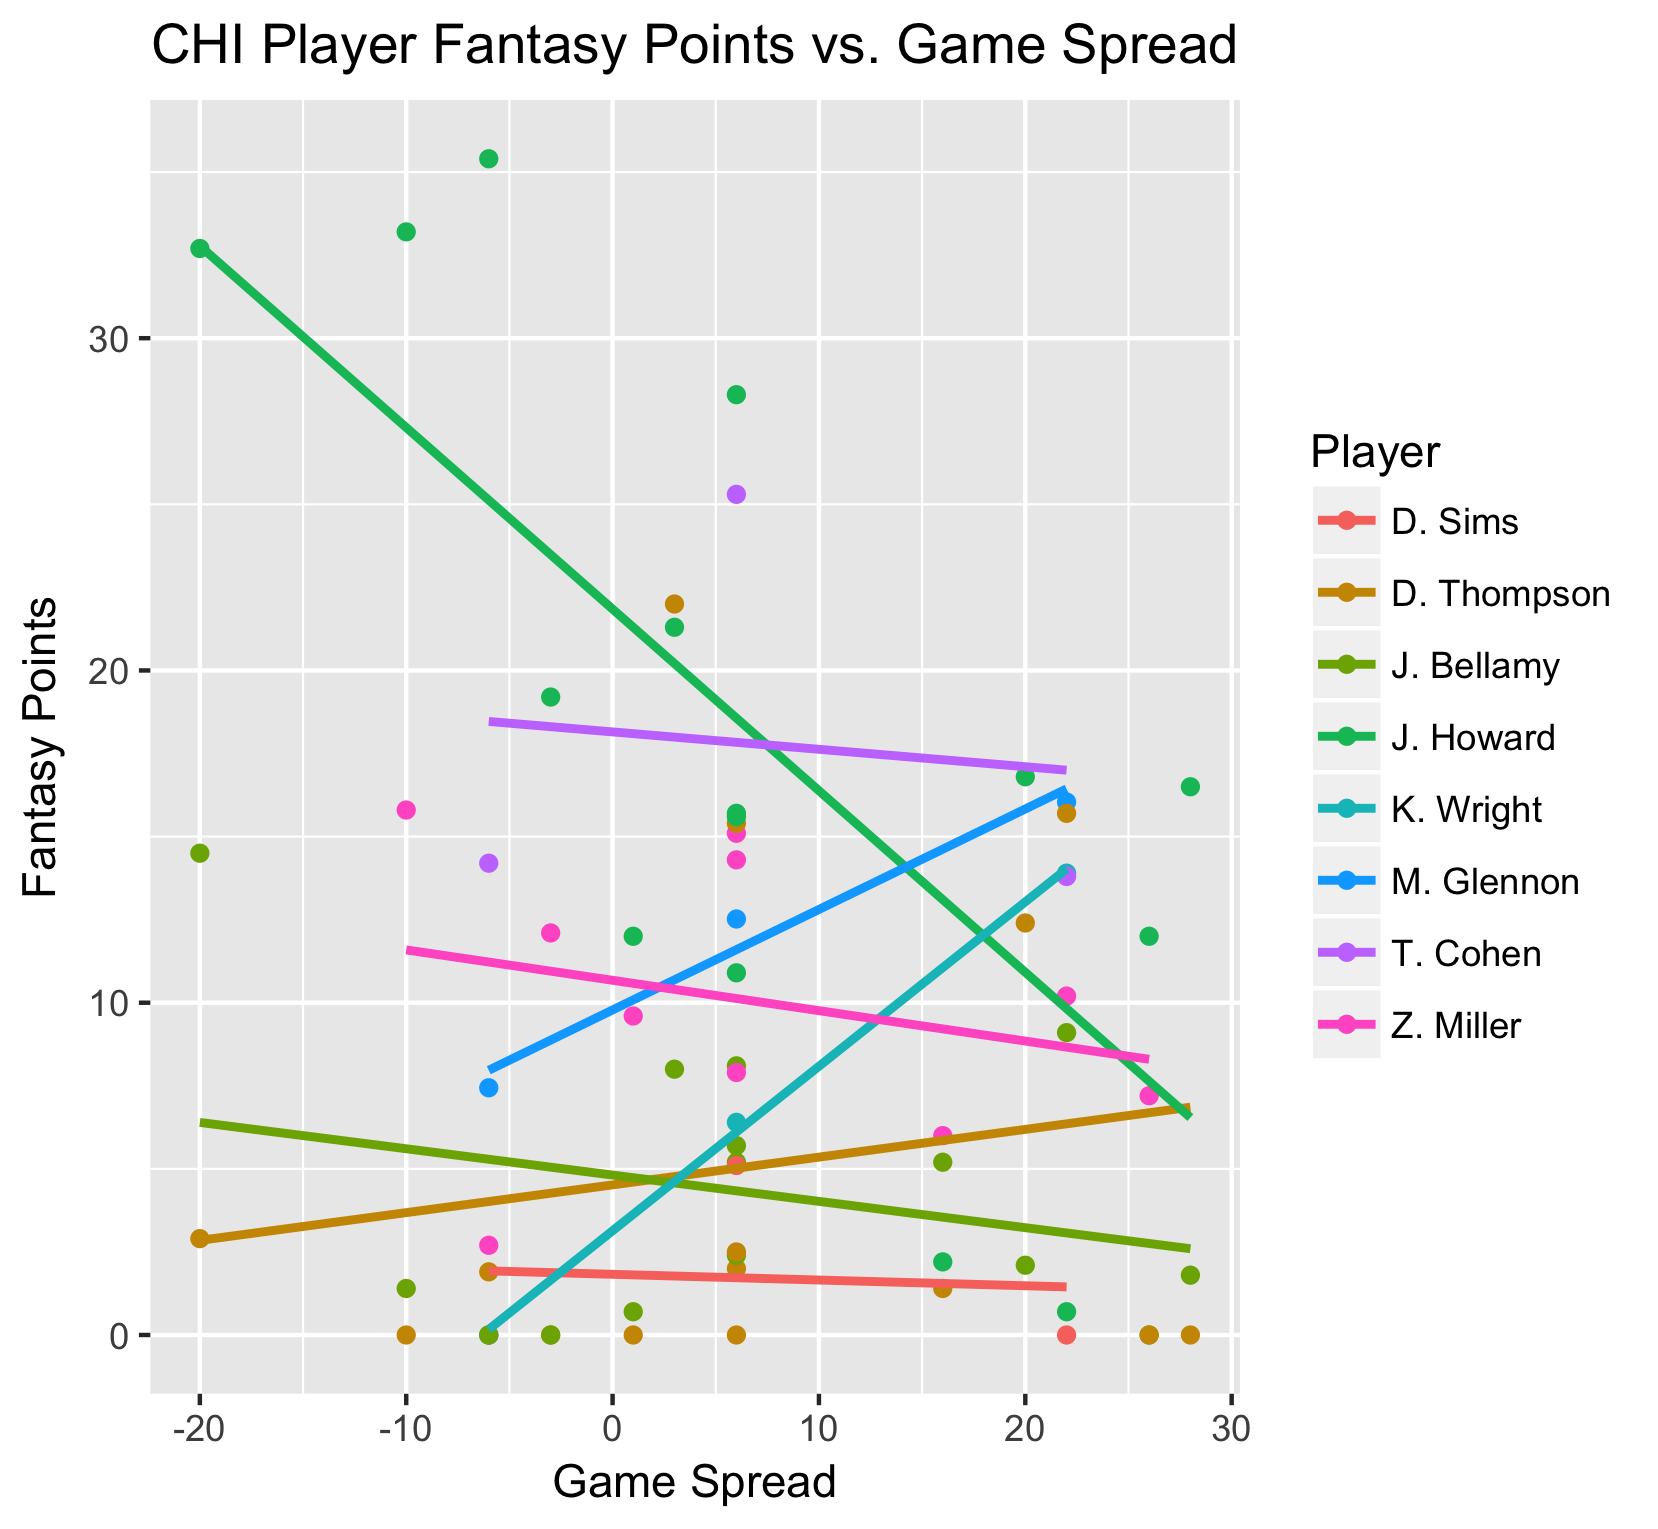 CHI Player Fantasy Points vs. Game Spread
Fantasy Points
30
20
10
0
-20
-10
0
10
20
30
Game Spread
Player
D. Sims
D. Thompson
J. Bellamy
J. Howard
K. Wright
M. Glennon
T. Cohen
Z. Miller